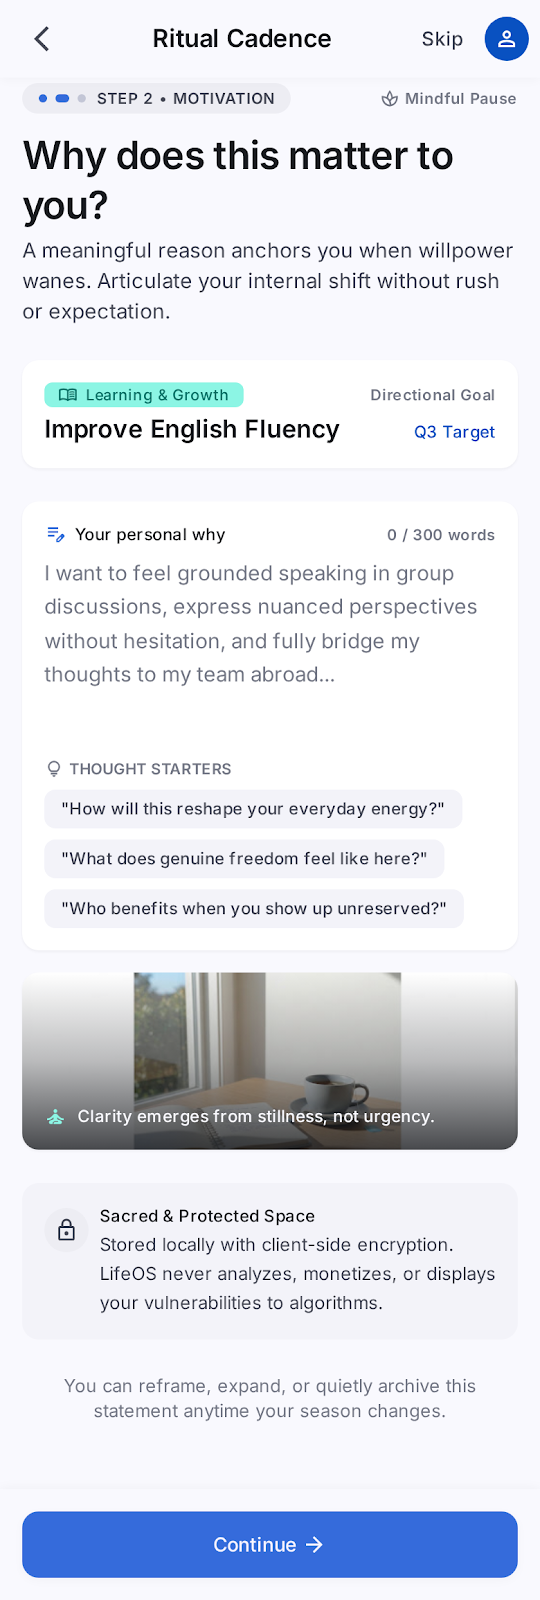 Ritual Cadence
Skip
STEP 2 • MOTIVATION
Mindful Pause
Why does this matter to
you?
A meaningful reason anchors you when willpower
wanes. Articulate your internal shift without rush
or expectation.
Learning & Growth
Directional Goal
Improve English Fluency
Q3 Target
Your personal why
0 / 300 words
I want to feel grounded speaking in group
discussions, express nuanced perspectives
without hesitation, and fully bridge my
thoughts to my team abroad...
THOUGHT STARTERS
"How will this reshape your everyday energy?"
"What does genuine freedom feel like here?"
"Who benefits when you show up unreserved?"
Clarity emerges from stillness, not urgency.
Sacred & Protected Space
Stored locally with client-side encryption.
LifeOS never analyzes, monetizes, or displays
your vulnerabilities to algorithms.
You can reframe, expand, or quietly archive this
statement anytime your season changes.
Continue →